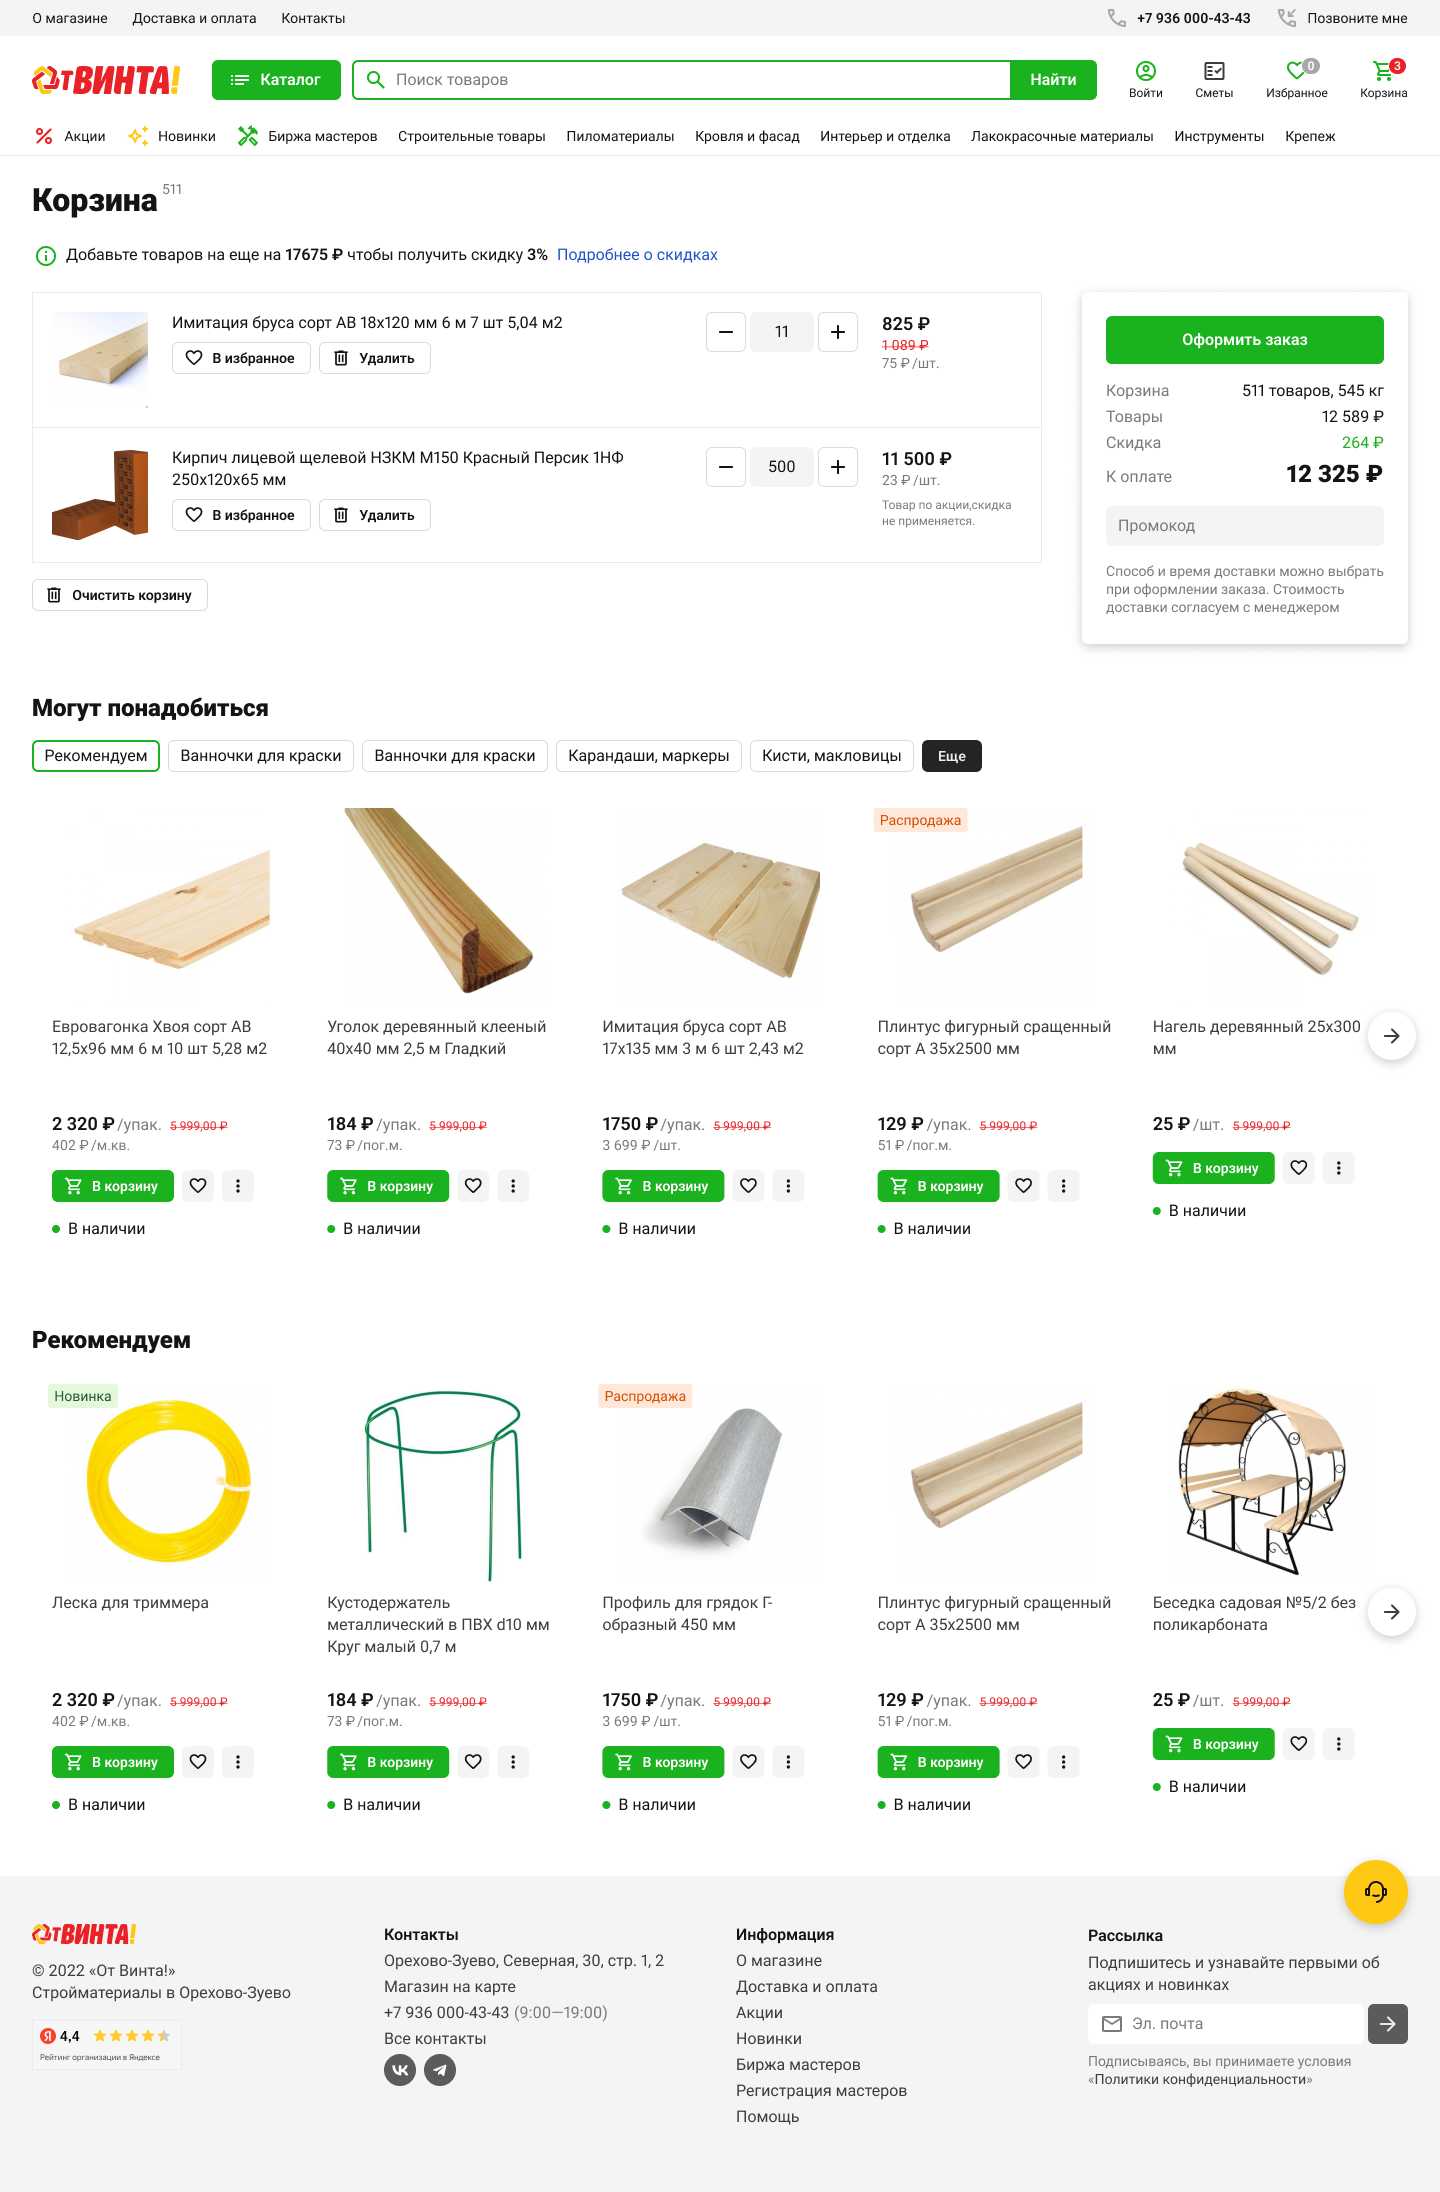 О магазине Доставка и оплата Контакты +7 936 000-43-43 Позвоните мне
отВИНТА! Каталог Поиск товаров Найти Войти Сметы 0 Избранное 3 Корзина
Акции Новинки Биржа мастеров Строительные товары Пиломатериалы Кровля и фасад Интерьер и отделка Лакокрасочные материалы Инструменты Крепеж
Корзина 511
Добавьте товаров на еще на 17675 ₽ чтобы получить скидку 3% Подробнее о скидках
Имитация бруса сорт АВ 18х120 мм 6 м 7 шт 5,04 м2
В избранное Удалить
11
825 ₽
1 089 ₽
75 ₽/шт.
Кирпич лицевой щелевой НЗКМ М150 Красный Персик 1НФ
250х120х65 мм
В избранное Удалить
500
11 500 ₽
23 ₽/шт.
Товар по акции,скидка
не применяется.
Очистить корзину
Оформить заказ
Корзина 511 товаров, 545 кг
Товары 12 589 ₽
Скидка 264 ₽
К оплате 12 325 ₽
Промокод
Способ и время доставки можно выбрать
при оформлении заказа. Стоимость
доставки согласуем с менеджером
Могут понадобиться
Рекомендуем Ванночки для краски Ванночки для краски Карандаши, маркеры Кисти, макловицы Еще
Евровагонка Хвоя сорт АВ
12,5х96 мм 6 м 10 шт 5,28 м2
2 320 ₽/упак. 5 999,00 ₽
402 ₽/м.кв.
В корзину
В наличии
Уголок деревянный клееный
40х40 мм 2,5 м Гладкий
184 ₽/упак. 5 999,00 ₽
73 ₽/пог.м.
В корзину
В наличии
Имитация бруса сорт АВ
17х135 мм 3 м 6 шт 2,43 м2
1750 ₽/упак. 5 999,00 ₽
3 699 ₽/шт.
В корзину
В наличии
Распродажа
Плинтус фигурный сращенный
сорт А 35х2500 мм
129 ₽/упак. 5 999,00 ₽
51 ₽/пог.м.
В корзину
В наличии
Нагель деревянный 25х300
мм
25 ₽/шт. 5 999,00 ₽
В корзину
В наличии
Рекомендуем
Новинка
Леска для триммера
2 320 ₽/упак. 5 999,00 ₽
402 ₽/м.кв.
В корзину
В наличии
Кустодержатель
металлический в ПВХ d10 мм
Круг малый 0,7 м
184 ₽/упак. 5 999,00 ₽
73 ₽/пог.м.
В корзину
В наличии
Распродажа
Профиль для грядок Г-
образный 450 мм
1750 ₽/упак. 5 999,00 ₽
3 699 ₽/шт.
В корзину
В наличии
Плинтус фигурный сращенный
сорт А 35х2500 мм
129 ₽/упак. 5 999,00 ₽
51 ₽/пог.м.
В корзину
В наличии
Беседка садовая №5/2 без
поликарбоната
25 ₽/шт. 5 999,00 ₽
В корзину
В наличии
отВИНТА!
© 2022 «От Винта!»
Стройматериалы в Орехово-Зуево
Я 4,4
Рейтинг организации в Яндексе
Контакты
Орехово-Зуево, Северная, 30, стр. 1, 2
Магазин на карте
+7 936 000-43-43 (9:00—19:00)
Все контакты
Информация
О магазине
Доставка и оплата
Акции
Новинки
Биржа мастеров
Регистрация мастеров
Помощь
Рассылка
Подпишитесь и узнавайте первыми об
акциях и новинках
Эл. почта
Подписываясь, вы принимаете условия
«Политики конфиденциальности»